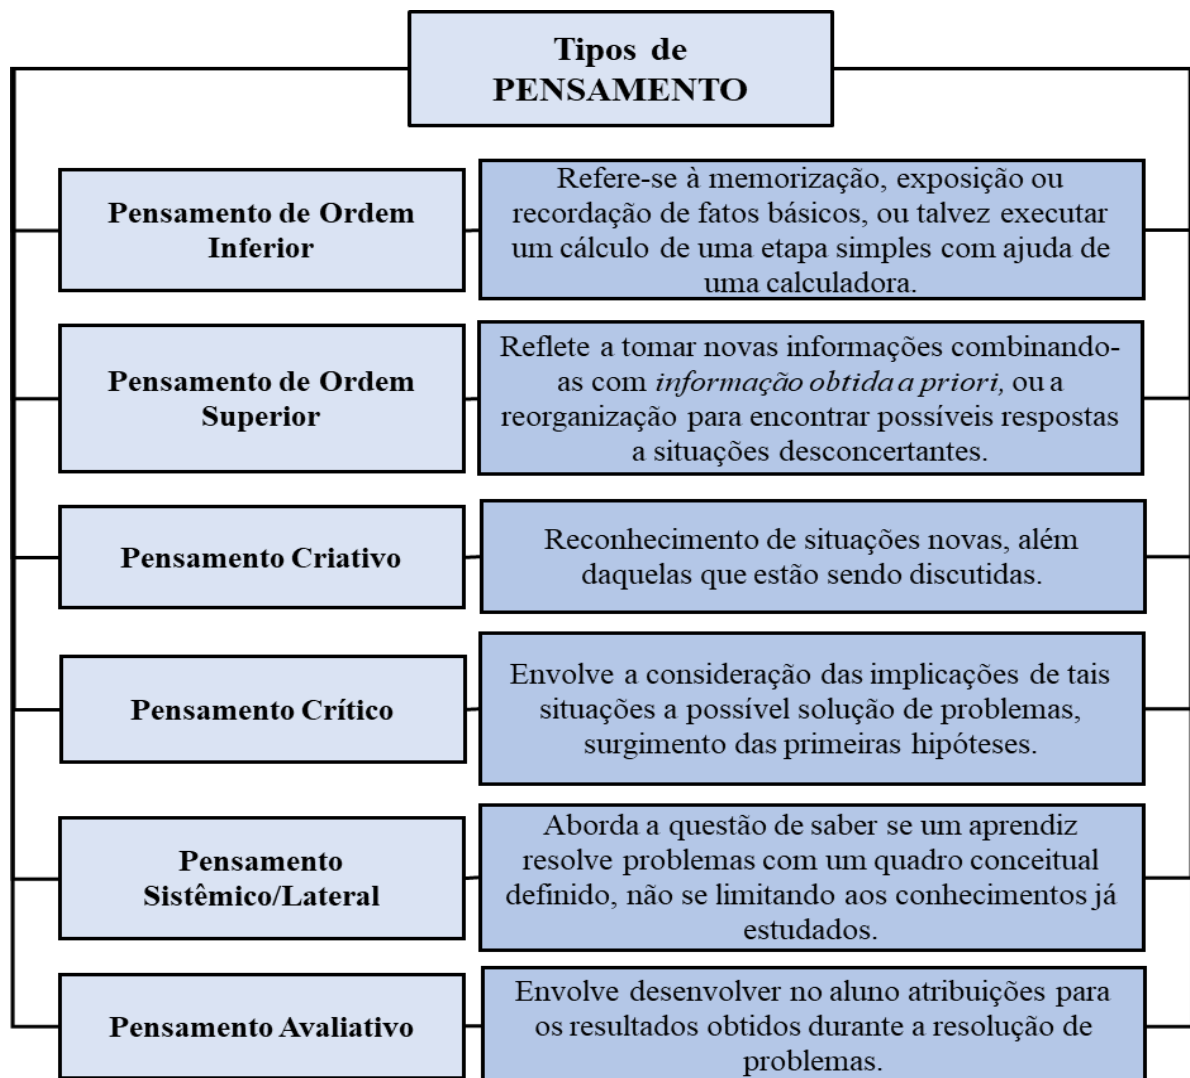 Tipos de
PENSAMENTO
Pensamento de Ordem
Inferior
Refere-se à memorização, exposição ou
recordação de fatos básicos, ou talvez executar
um cálculo de uma etapa simples com ajuda de
uma calculadora.
Pensamento de Ordem
Superior
Reflete a tomar novas informações combinando-
as com informação obtida a priori, ou a
reorganização para encontrar possíveis respostas
a situações desconcertantes.
Pensamento Criativo
Reconhecimento de situações novas, além
daquelas que estão sendo discutidas.
Pensamento Crítico
Envolve a consideração das implicações de tais
situações a possível solução de problemas,
surgimento das primeiras hipóteses.
Pensamento
Sistêmico/Lateral
Aborda a questão de saber se um aprendiz
resolve problemas com um quadro conceitual
definido, não se limitando aos conhecimentos já
estudados.
Pensamento Avaliativo
Envolve desenvolver no aluno atribuições para
os resultados obtidos durante a resolução de
problemas.